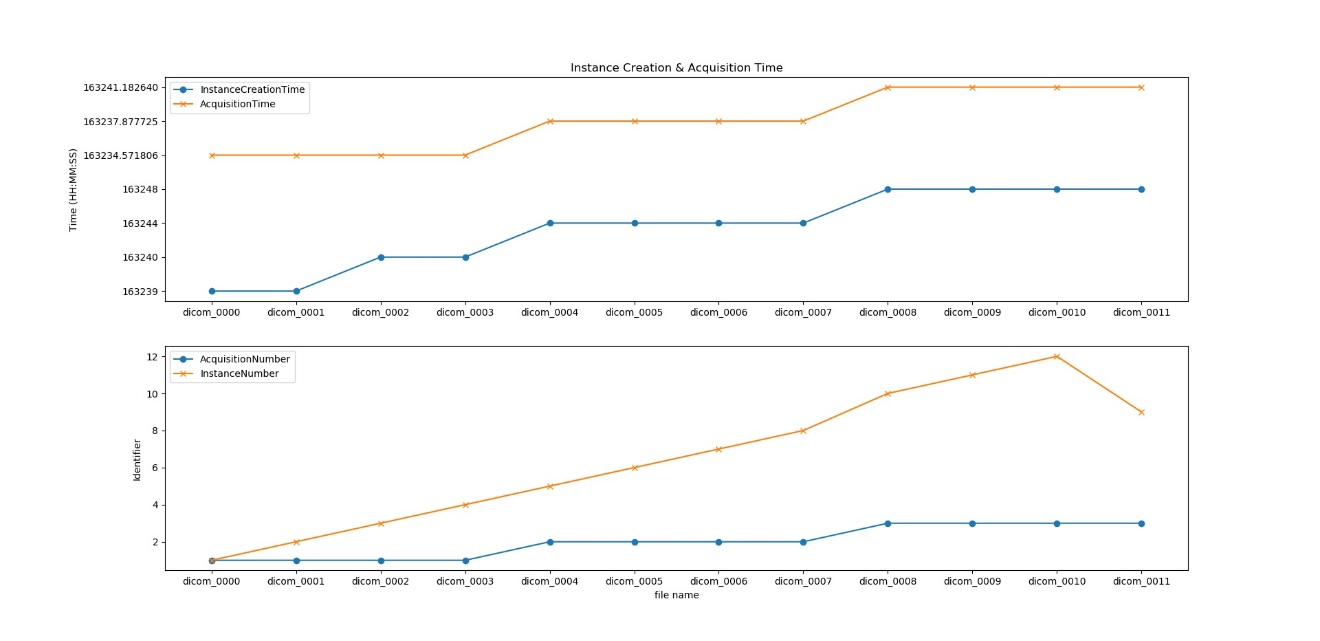 Instance Creation & Acquisition Time
InstanceCreationTime
AcquisitionTime
163241.182640
163237.877725
163234.571806
163248
163244
163240
163239
Time (HH:MM:SS)
dicom_0000 dicom_0001 dicom_0002 dicom_0003 dicom_0004 dicom_0005 dicom_0006 dicom_0007 dicom_0008 dicom_0009 dicom_0010 dicom_0011
AcquisitionNumber
InstanceNumber
12
10
8
6
4
2
Identifier
dicom_0000 dicom_0001 dicom_0002 dicom_0003 dicom_0004 dicom_0005 dicom_0006 dicom_0007 dicom_0008 dicom_0009 dicom_0010 dicom_0011
file name